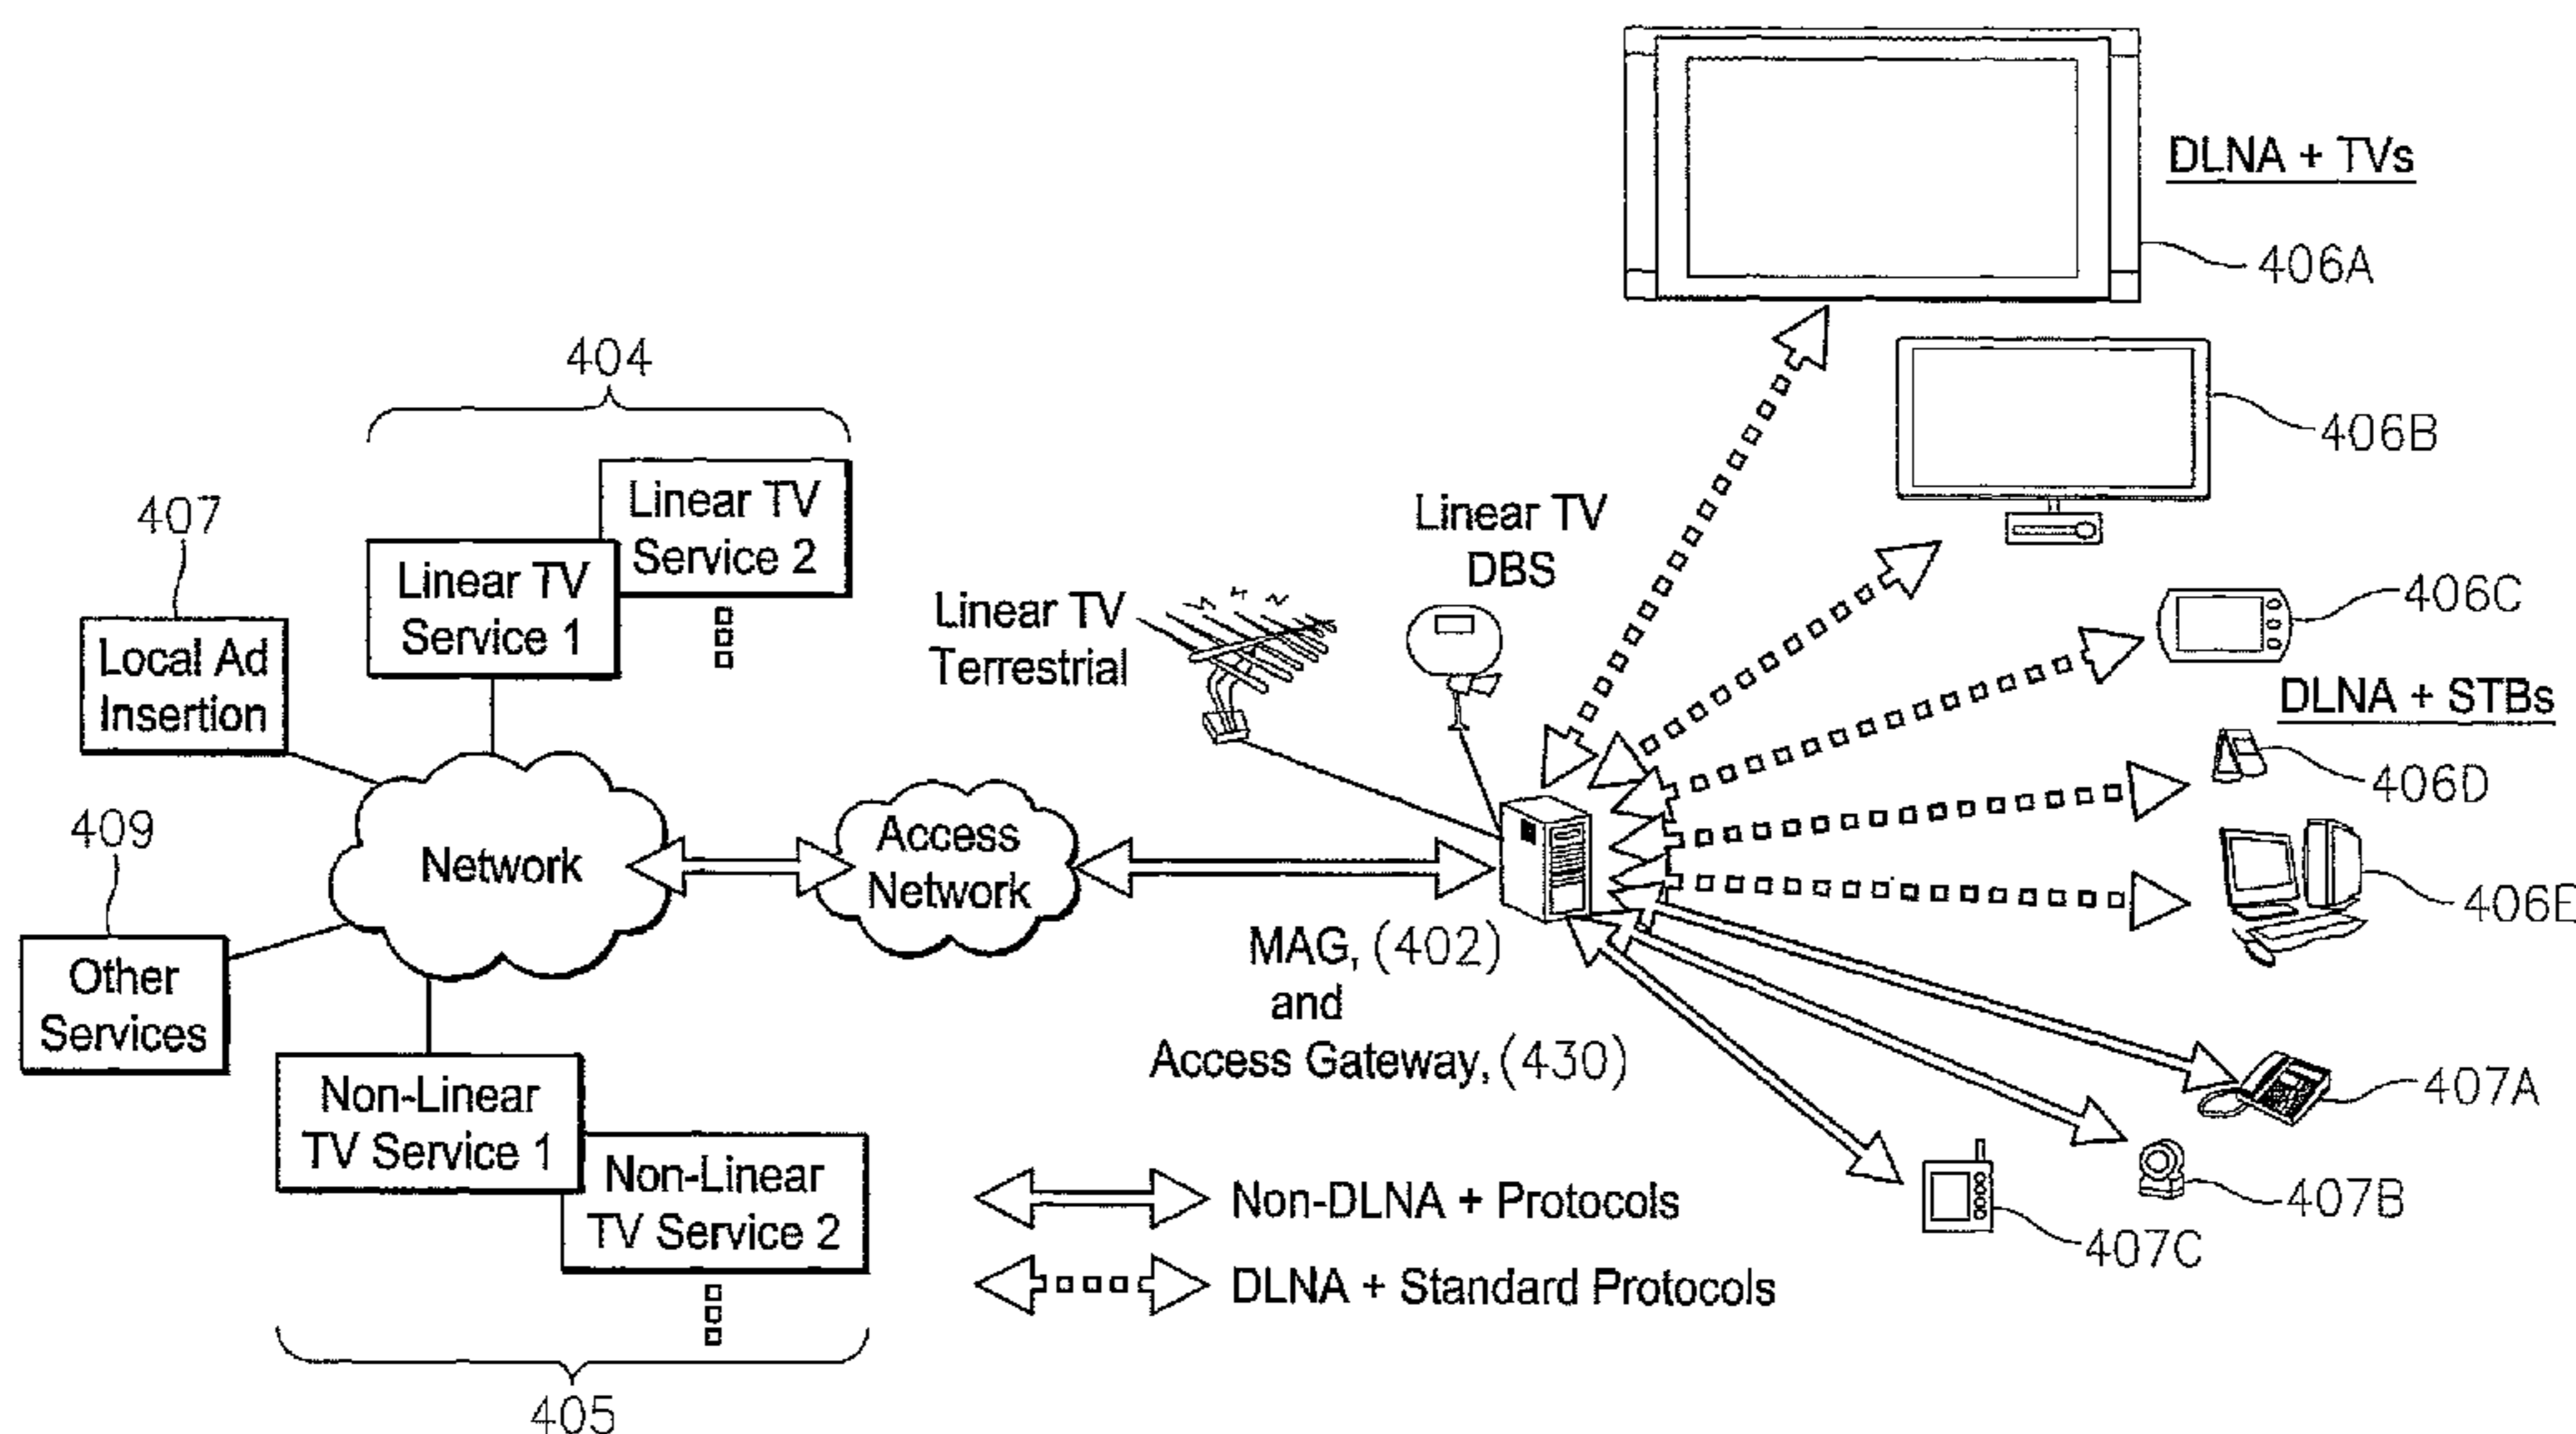 DLNA + TVs
406A
404
406B
407
Linear TV
Service 2
Linear TV
Service 1
Linear TV
DBS
Linear TV
Terrestrial
406C
Local Ad
Insertion
DLNA + STBs
406D
409
Network
Access
Network
406E
Other
Services
MAG, (402)
and
Access Gateway, (430)
407A
Non-Linear
TV Service 1
Non-Linear
TV Service 2
Non-DLNA + Protocols
407B
407C
DLNA + Standard Protocols
405